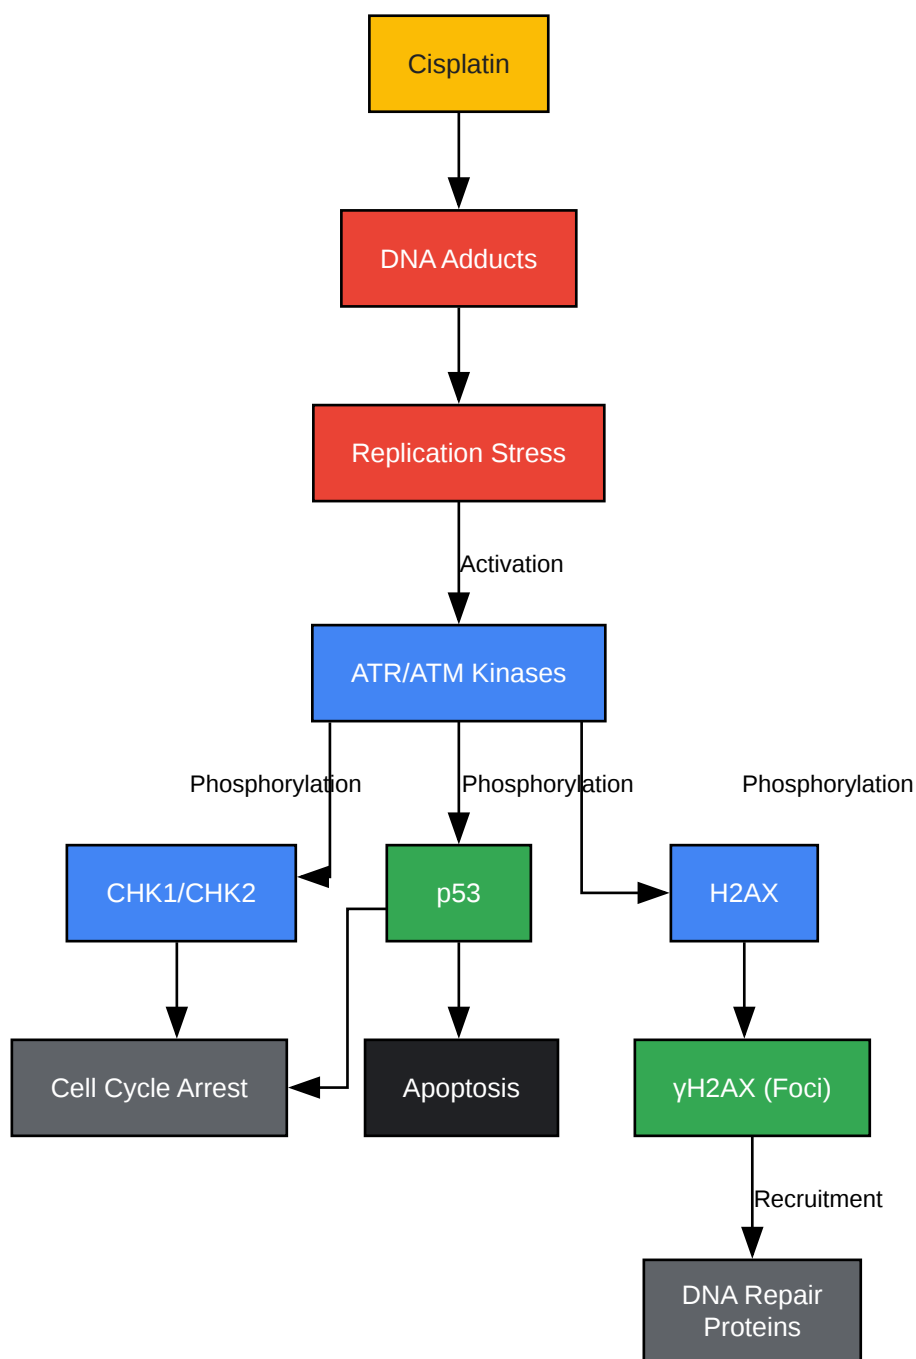 Cisplatin
DNA Adducts
Replication Stress
Activation
ATR/ATM Kinases
Phosphorylation
Phosphorylation
Phosphorylation
CHK1/CHK2
p53
H2AX
Cell Cycle Arrest
Apoptosis
γH2AX (Foci)
Recruitment
DNA Repair
Proteins